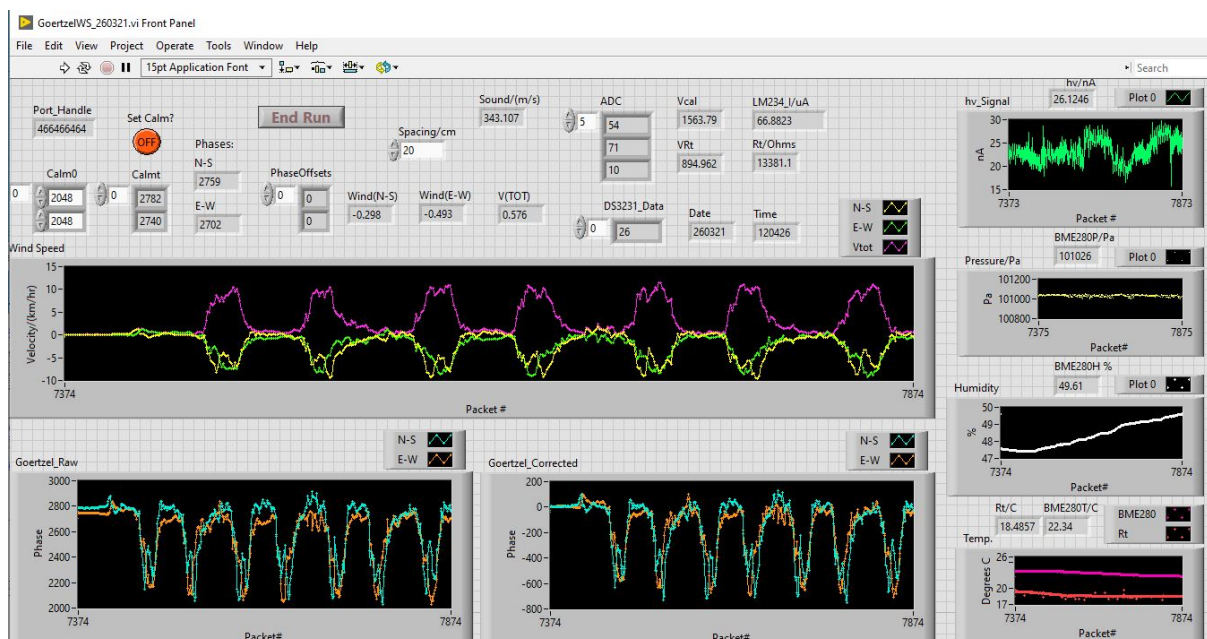 GoertzelWS_260321.vi Front Panel
File Edit View Project Operate Tools Window Help
15pt Application Font
Search
Port_Handle
466466464
Set Calm?
OFF
End Run
Spacing/cm
20
Sound/(m/s)
343.107
ADC
5
54
71
10
Vcal
1563.79
LM234_I/uA
66.8823
VRt
894.962
Rt/Ohms
13381.1
Calm0
0
2048
2048
Calmt
0
2782
2740
Phases:
N-S
2759
E-W
2702
PhaseOffsets
0
0
0
Wind(N-S)
-0.298
Wind(E-W)
-0.493
V(TOT)
0.576
DS3231_Data
0
26
Date
260321
Time
120426
N-S
E-W
Vtot
Wind Speed
Velocity/(km/hr)
15
10
5
0
-5
-10
7374
7874
Packet #
Goertzel_Raw
N-S
E-W
Phase
3000
2800
2600
2400
2200
2000
7374
7874
Packet#
Goertzel_Corrected
N-S
E-W
Phase
200
0
-200
-400
-600
-800
7374
7874
Packet#
hv_Signal
hv/nA
26.1246
Plot 0
nA
30
25
20
15
7373
7873
Packet #
Pressure/Pa
BME280P/Pa
101026
Plot 0
Pa
101200
101000
100800
7375
7875
Packet#
Humidity
BME280H %
49.61
Plot 0
%
50
49
48
47
7374
7874
Packet#
Rt/C
18.4857
BME280T/C
22.34
BME280
Rt
Temp.
Degrees C
26
20
17
7374
7874
Packet#